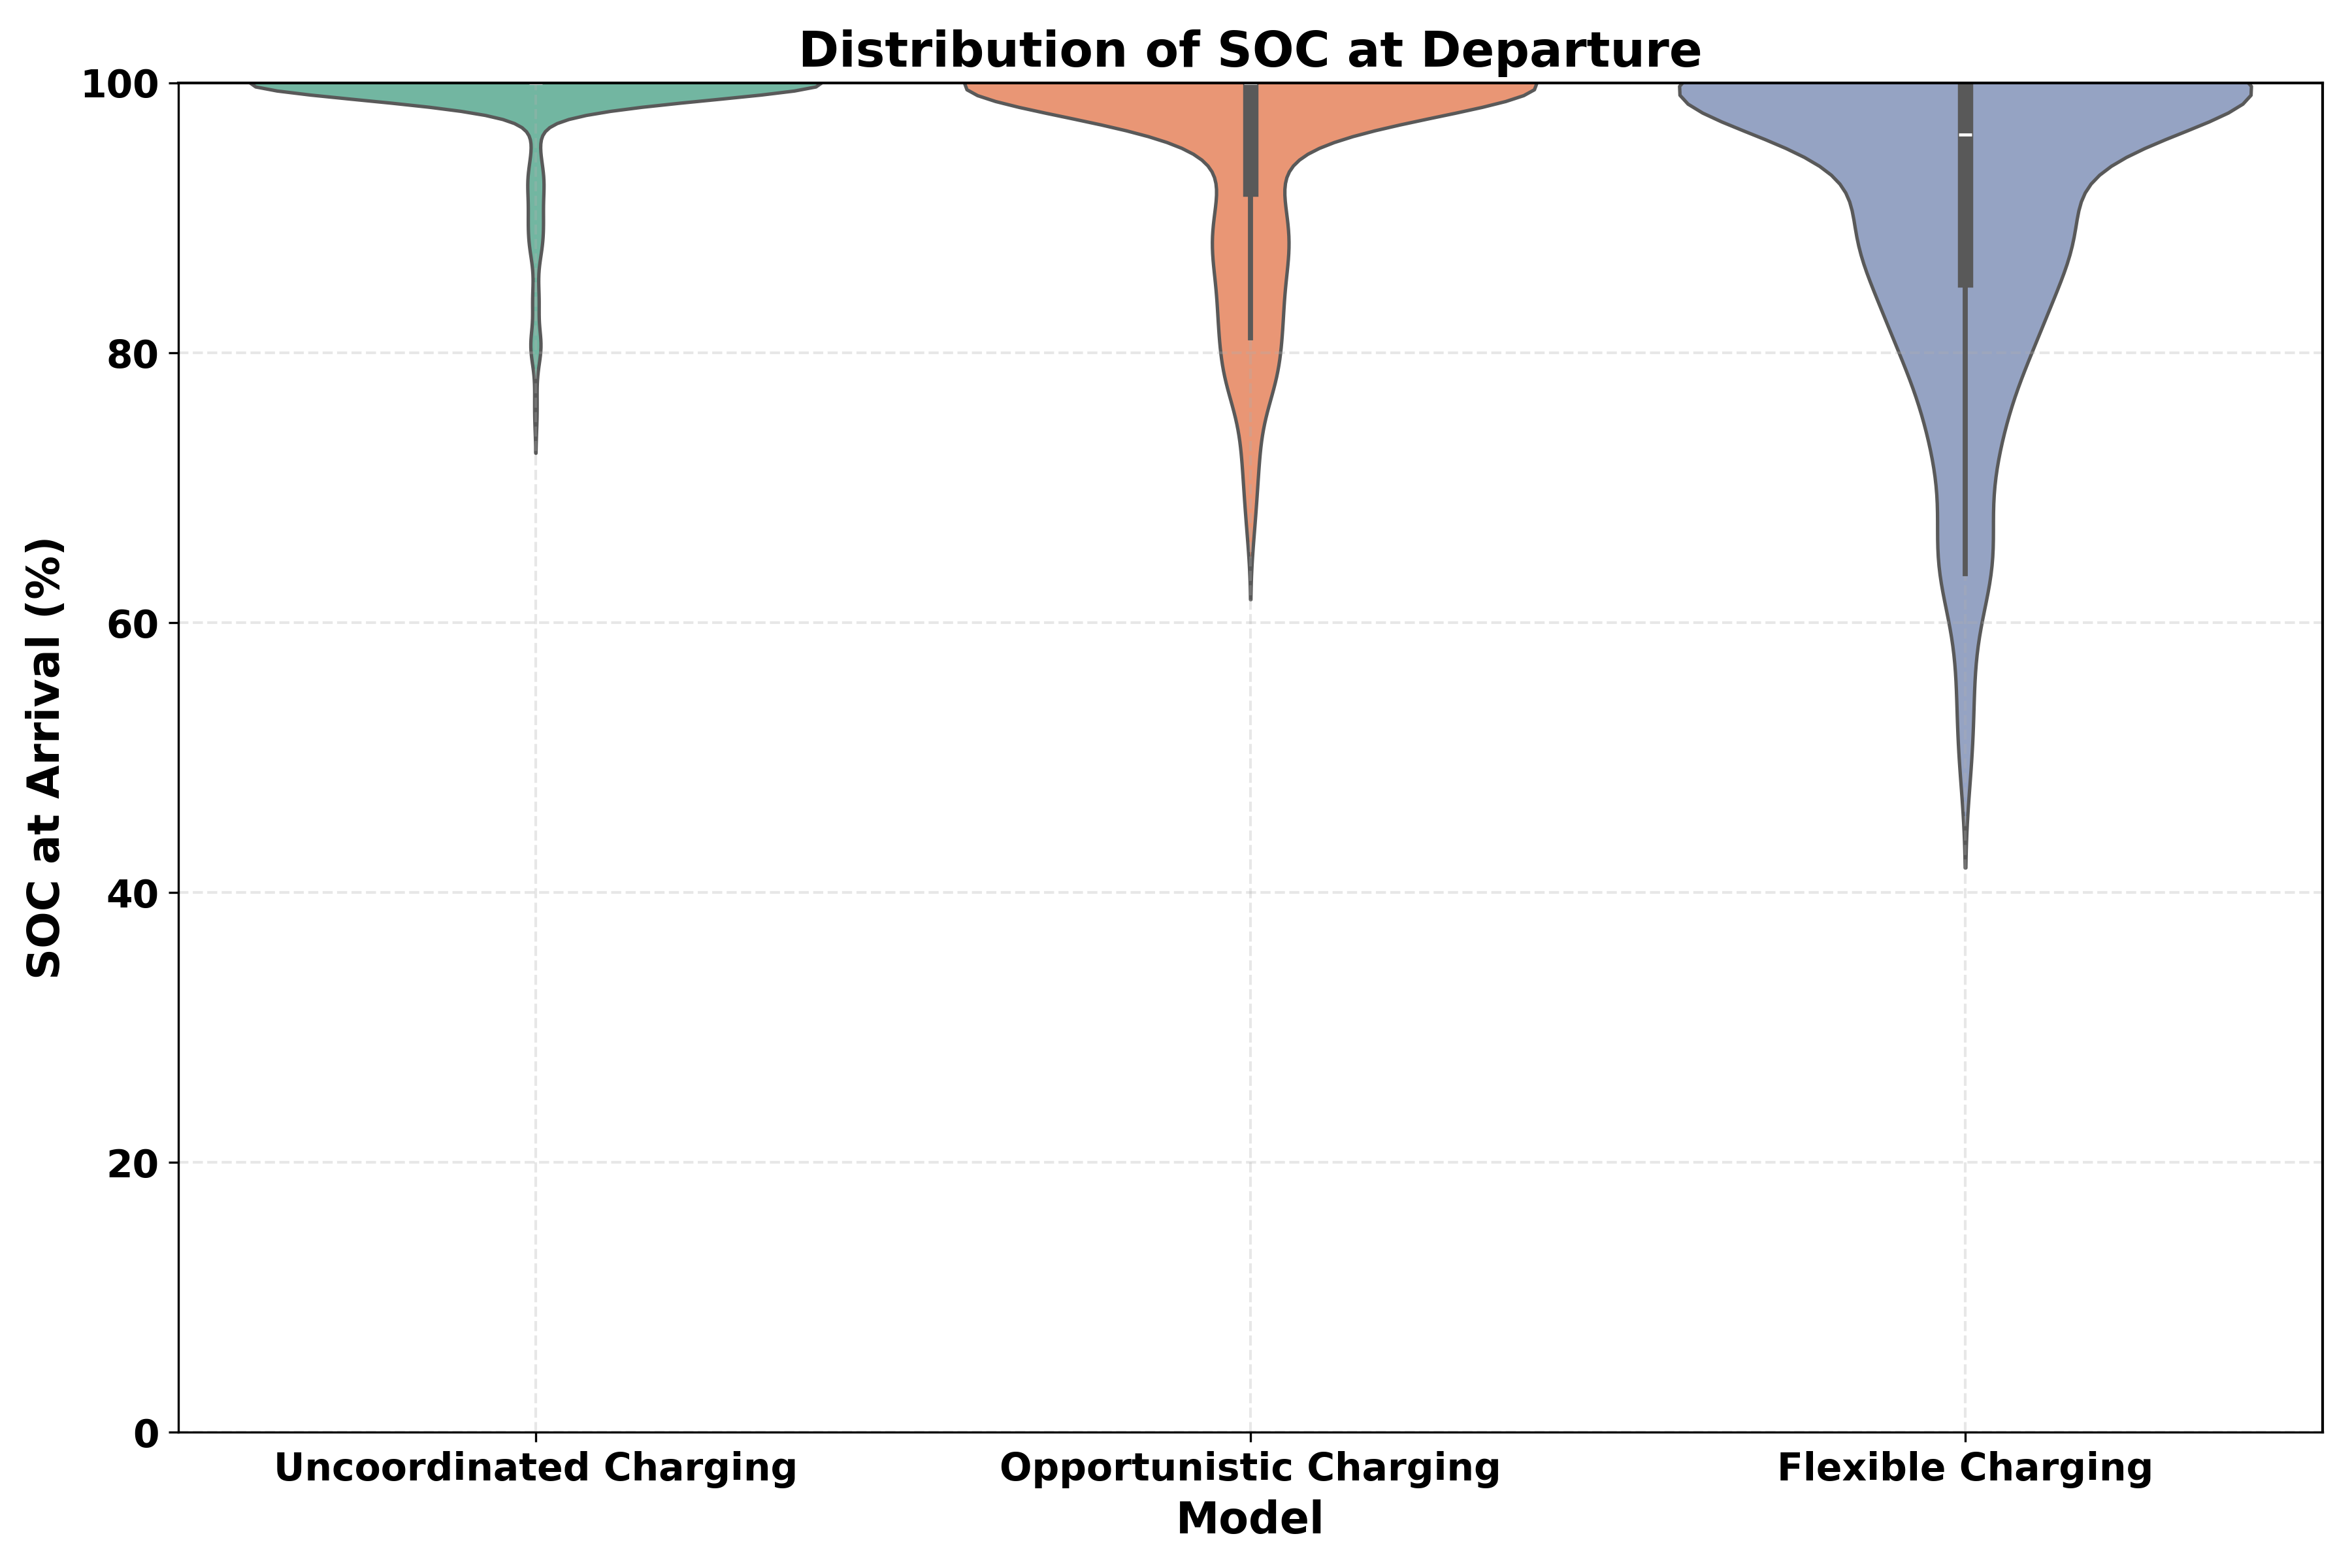 Distribution of SOC at Departure
SOC at Arrival (%)
100
80
60
40
20
0
Uncoordinated Charging
Opportunistic Charging
Flexible Charging
Model